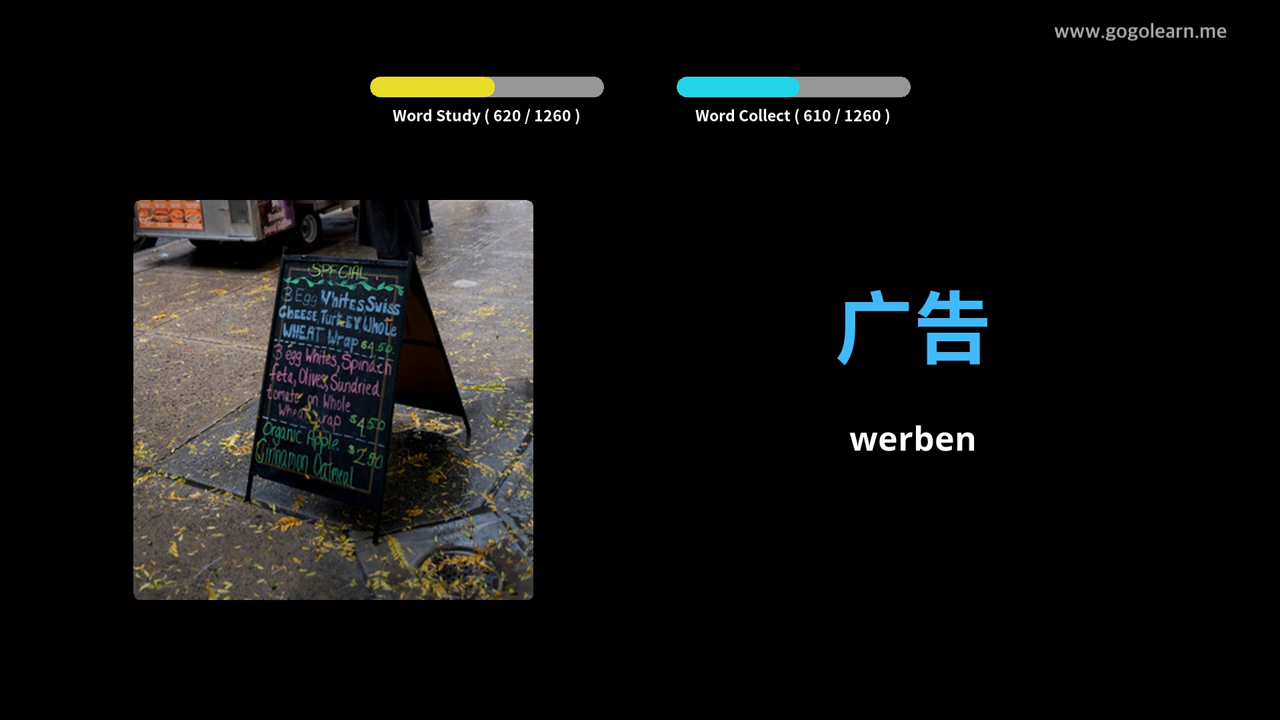 www.gogolearn.me
Word Study ( 620 / 1260 )
Word Collect ( 610 / 1260 )
SPECIAL
3 Egg Whites, Swiss
Cheese, Turkey Whole
WHEAT Wrap $4.50
3 egg Whites, Spinach
feta, Olives, Sundried
tomato on Whole
Wheat Wrap $4.50
Organic Apple
Cinnamon Oatmeal $2.50
广告
werben